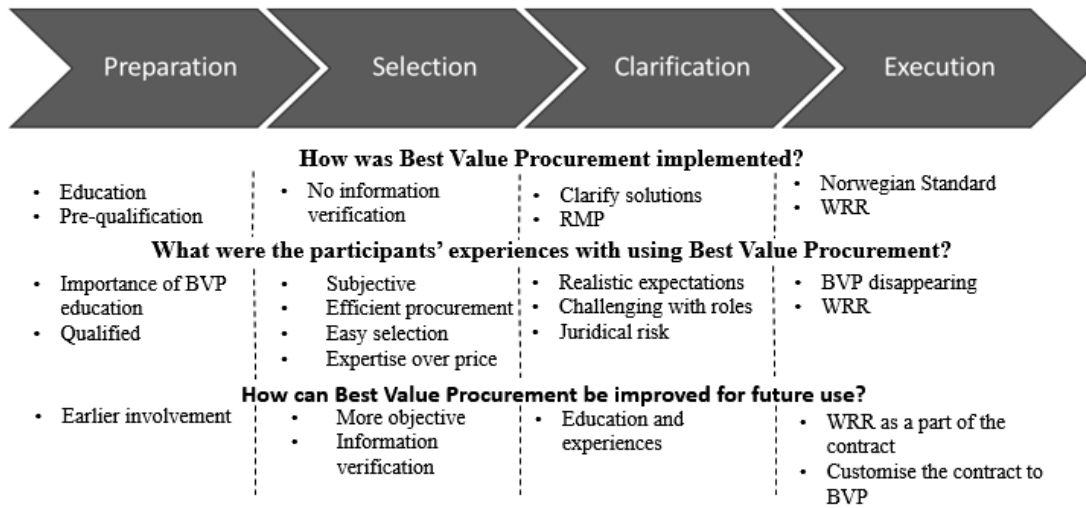 Preparation
Selection
Clarification
Execution
How was Best Value Procurement implemented?
• Education
• Pre-qualification
• No information
verification
• Clarify solutions
• RMP
• Norwegian Standard
• WRR
What were the participants' experiences with using Best Value Procurement?
• Importance of BVP
education
• Qualified
• Subjective
• Efficient procurement
• Easy selection
• Expertise over price
• Realistic expectations
• Challenging with roles
• Juridical risk
• BVP disappearing
• WRR
How can Best Value Procurement be improved for future use?
• Earlier involvement
• More objective
• Information
verification
• Education and
experiences
• WRR as a part of the
contract
• Customise the contract to
BVP